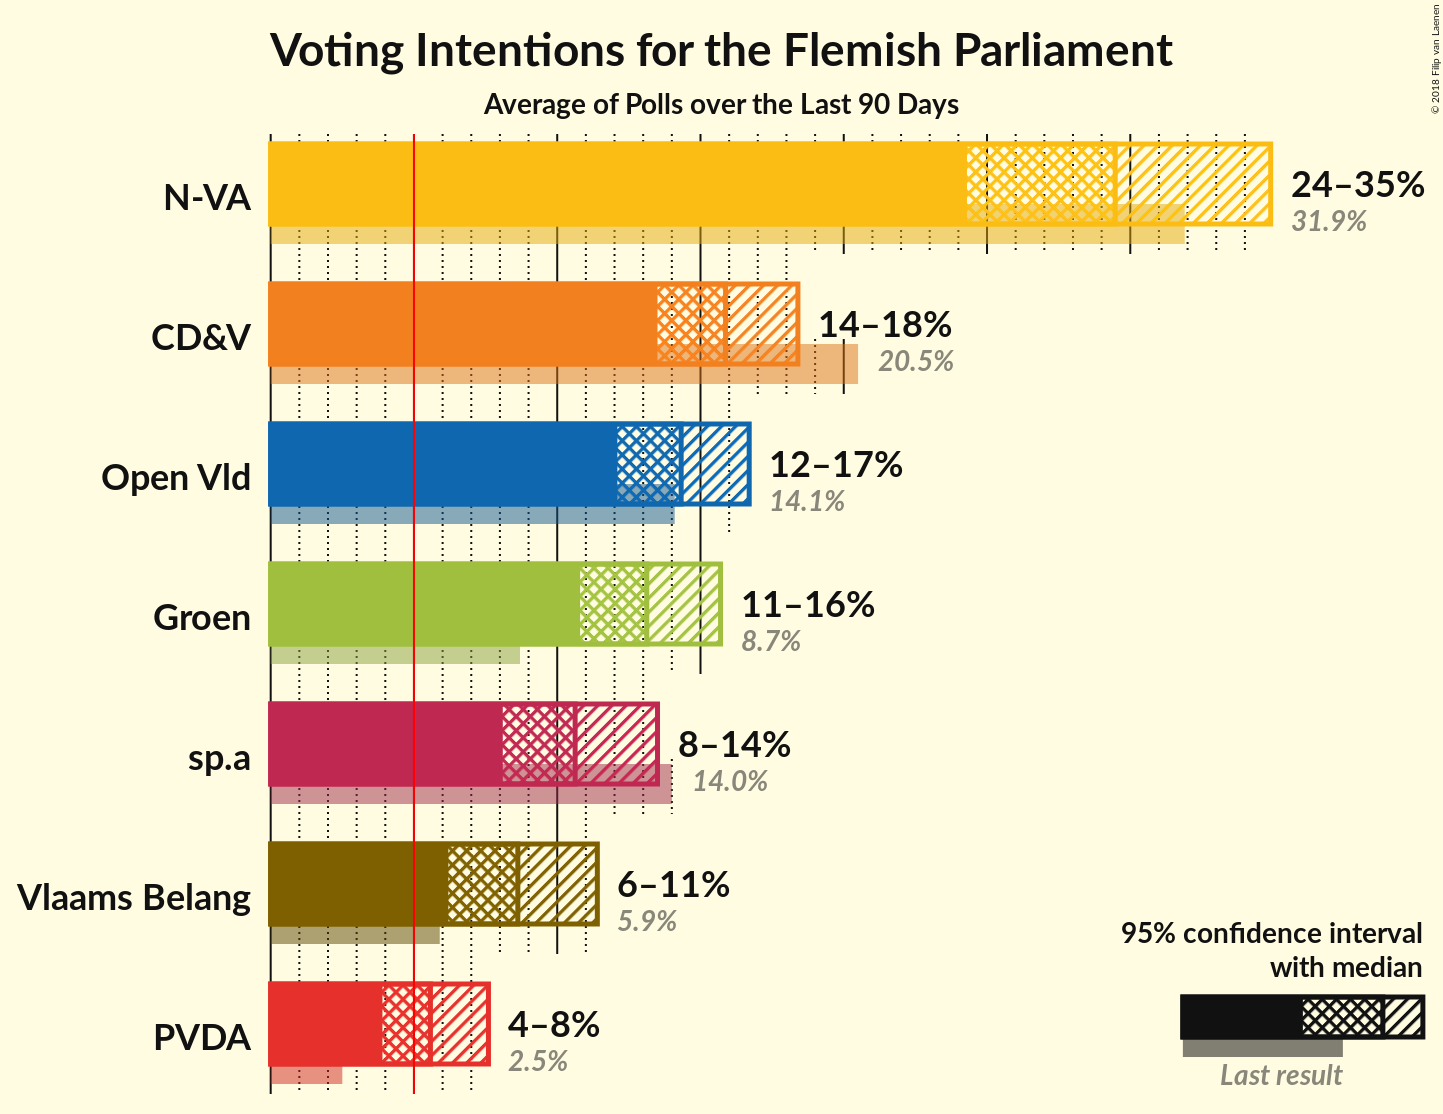 Voting Intentions for the Flemish Parliament
Average of Polls over the Last 90 Days
© 2018 Filip van Laenen
N-VA
24–35%
31.9%
CD&V
14–18%
20.5%
Open Vld
12–17%
14.1%
Groen
11–16%
8.7%
sp.a
8–14%
14.0%
Vlaams Belang
6–11%
5.9%
PVDA
4–8%
2.5%
95% confidence interval
with median
Last result